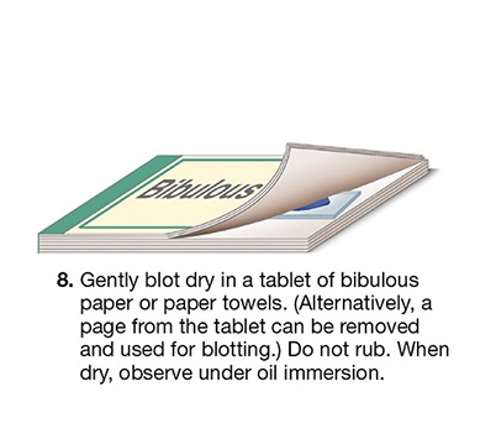 Bibulous
8. Gently blot dry in a tablet of bibulous
paper or paper towels. (Alternatively, a
page from the tablet can be removed
and used for blotting.) Do not rub. When
dry, observe under oil immersion.